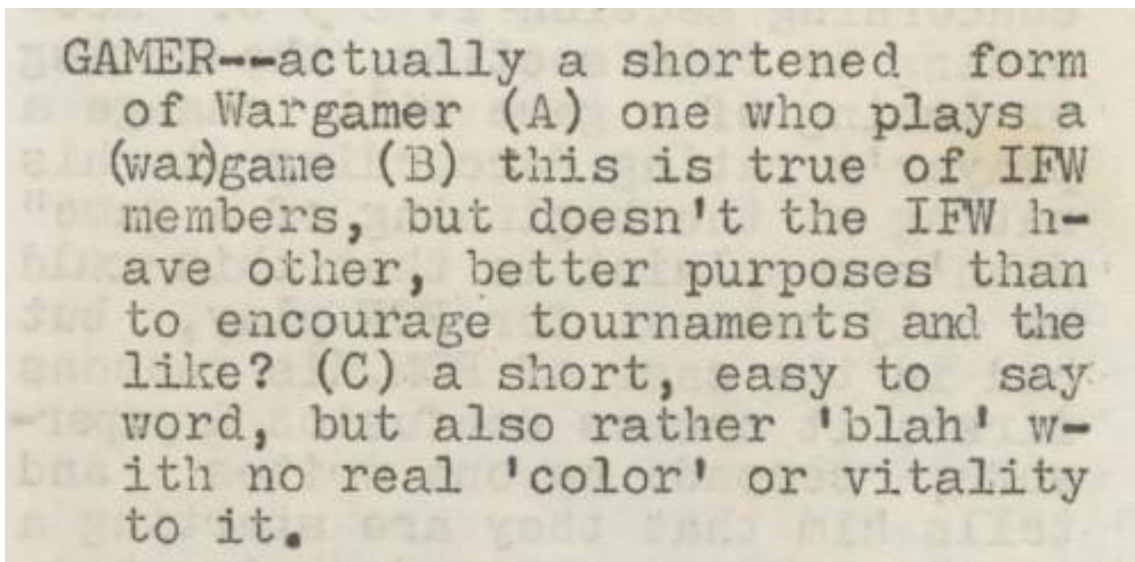 GAMER--actually a shortened form
of Wargamer (A) one who plays a
(war)game (B) this is true of IFW
members, but doesn't the IFW h-
ave other, better purposes than
to encourage tournaments and the
like? (C) a short, easy to say
word, but also rather 'blah' w-
ith no real 'color' or vitality
to it.